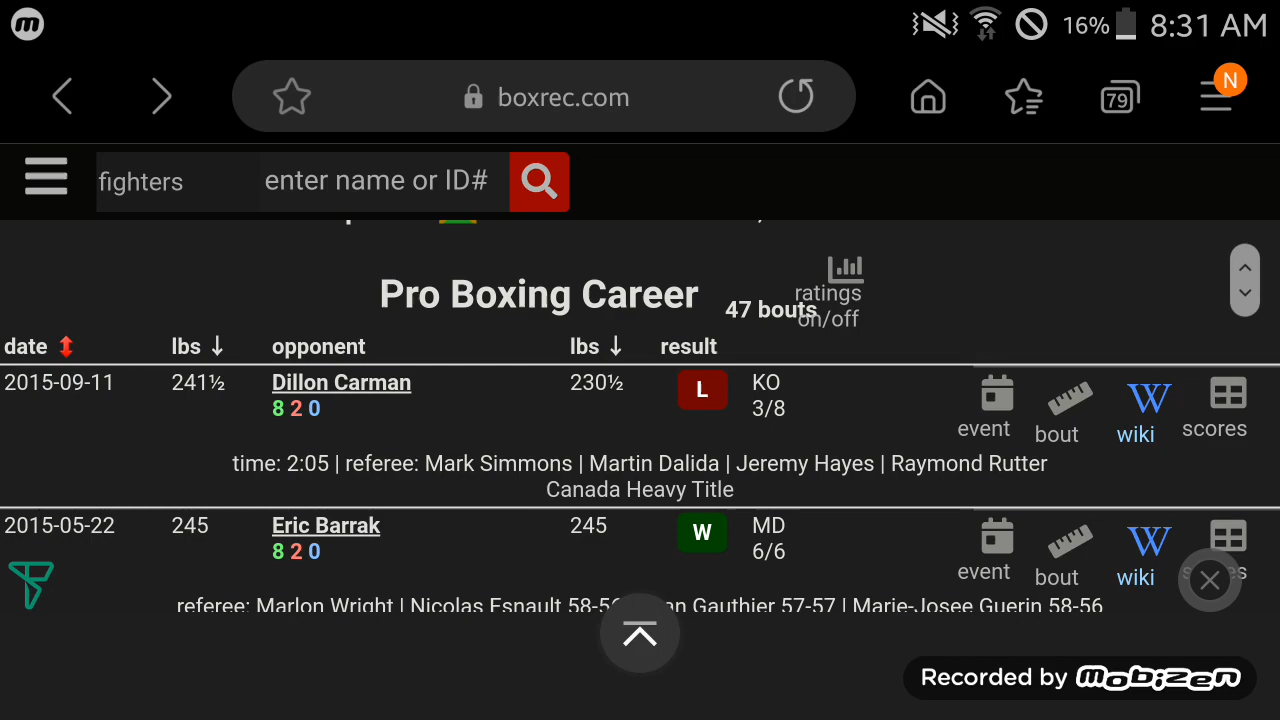 m 16% 8:31 AM
boxrec.com 79 N
fighters enter name or ID#
Pro Boxing Career 47 bouts ratings on/off
date lbs ↓ opponent lbs ↓ result
2015-09-11 241½ Dillon Carman 230½ L KO
8 2 0 3/8
event bout W wiki scores
time: 2:05 | referee: Mark Simmons | Martin Dalida | Jeremy Hayes | Raymond Rutter
Canada Heavy Title
2015-05-22 245 Eric Barrak 245 W MD
8 2 0 6/6
event bout W wiki
referee: Marlon Wright | Nicolas Esnault Gauthier 57-57 | Marie-Josee Guerin 58-56
Recorded by mobizen